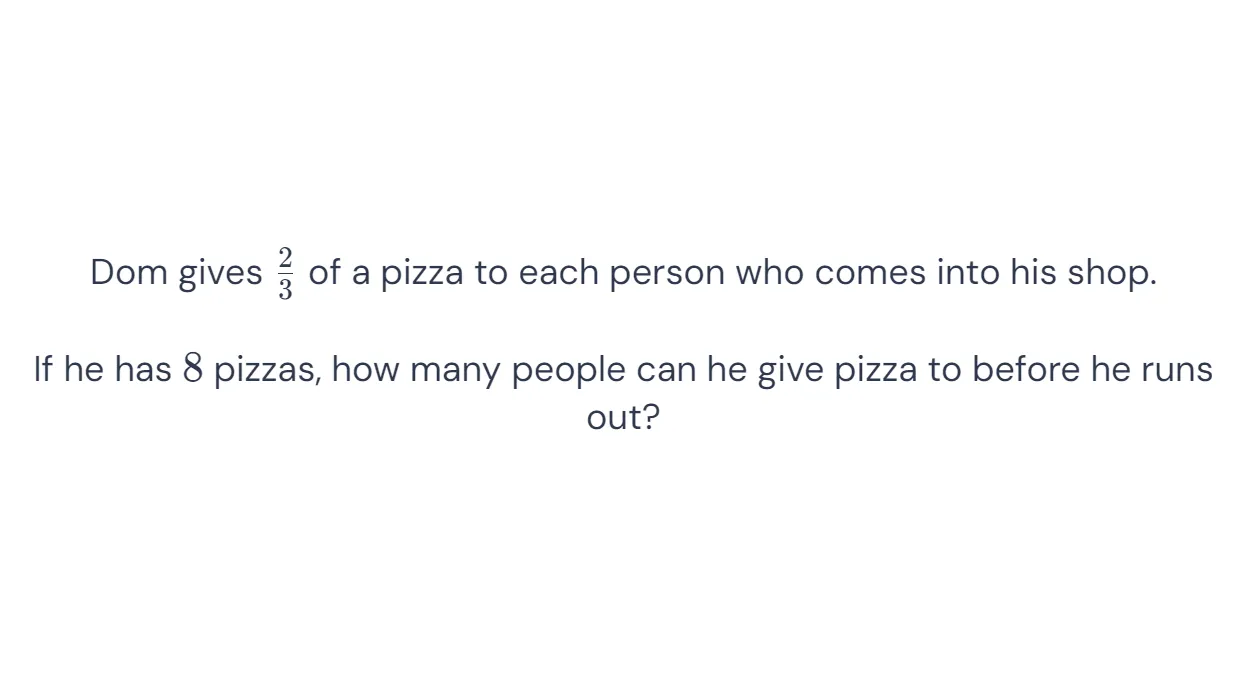 Dom gives $\frac{2}{3}$ of a pizza to each person who comes into his shop.
If he has 8 pizzas, how many people can he give pizza to before he runs
out?